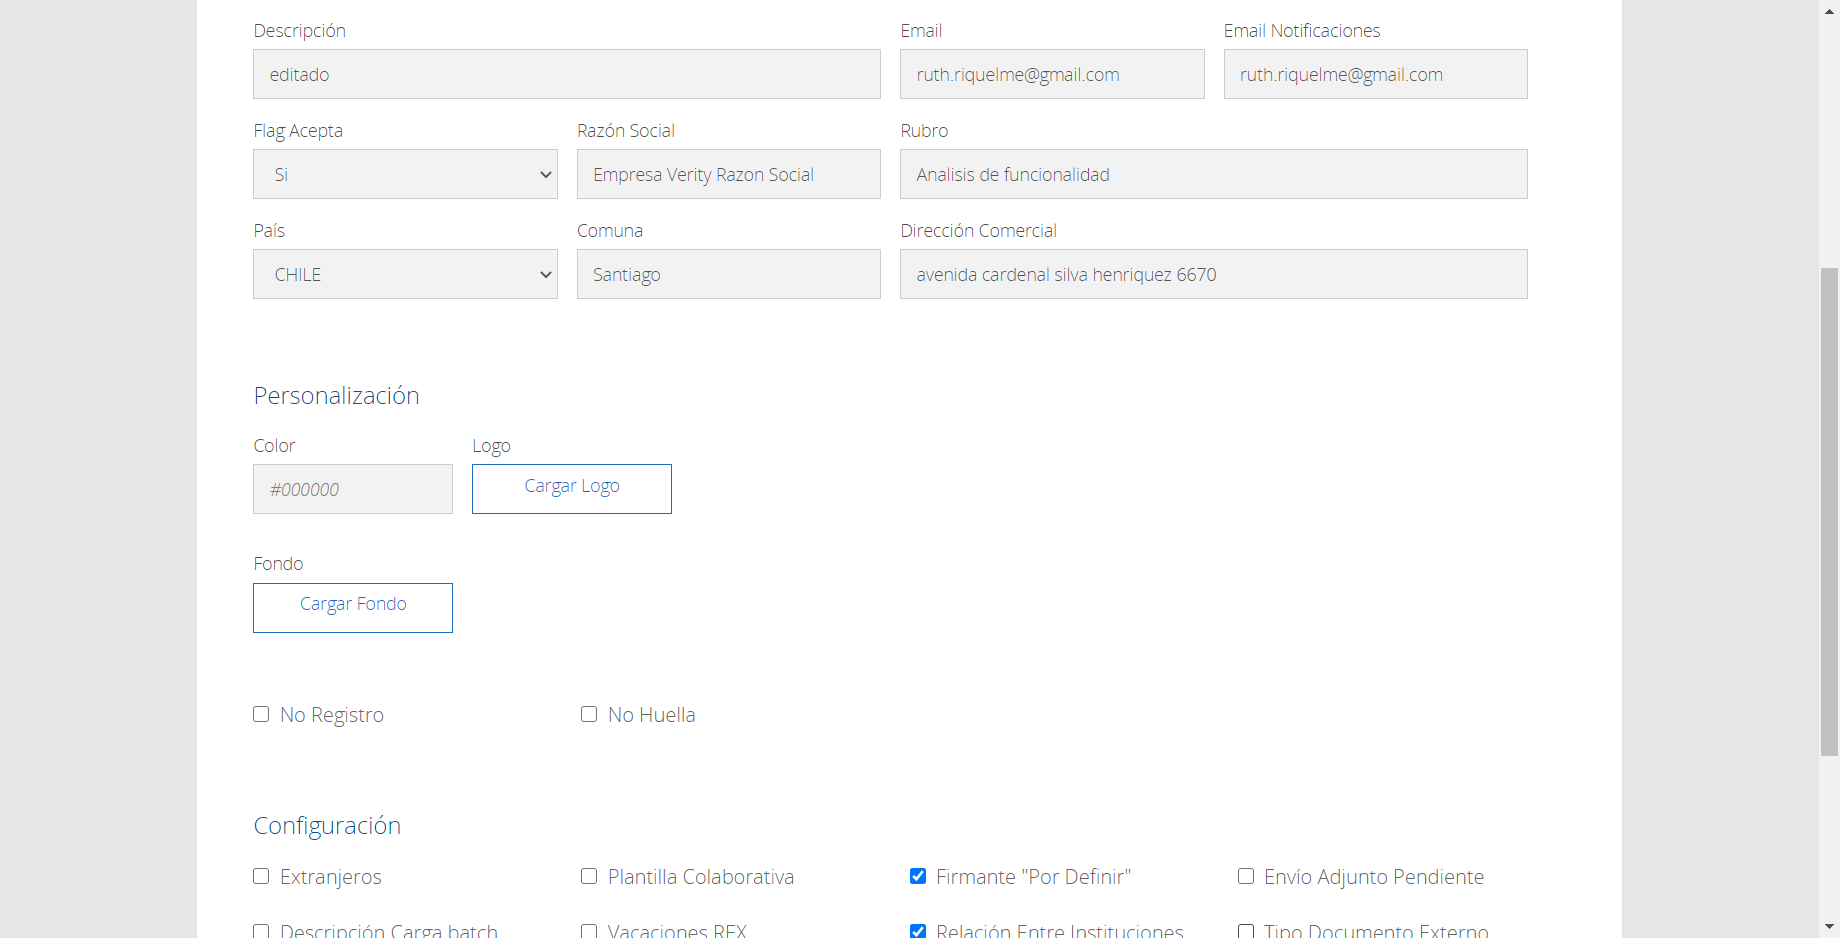 Descripción Email Email Notificaciones
editado ruth.riquelme@gmail.com ruth.riquelme@gmail.com
Flag Acepta Razón Social Rubro
Si Empresa Verity Razon Social Analisis de funcionalidad
País Comuna Dirección Comercial
CHILE Santiago avenida cardenal silva henriquez 6670
Personalización
Color Logo
#000000 Cargar Logo
Fondo
Cargar Fondo
No Registro No Huella
Configuración
Extranjeros Plantilla Colaborativa Firmante "Por Definir" Envío Adjunto Pendiente
Descripción Carga batch Vacaciones REX Relación Entre Instituciones Tipo Documento Externo